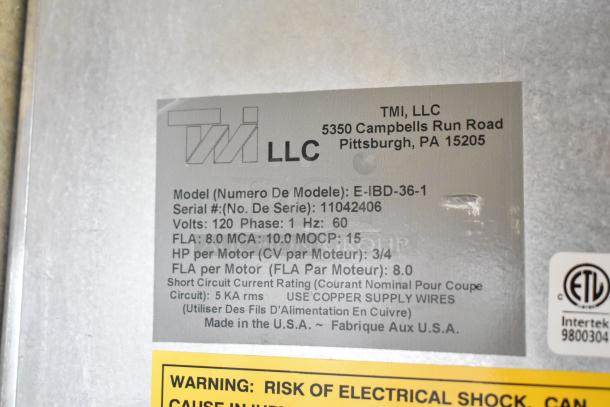 TMI LLC
TMI, LLC
5350 Campbells Run Road
Pittsburgh, PA 15205
Model (Numero De Modele): E-IBD-36-1
Serial #:(No. De Serie): 11042406
Volts: 120 Phase: 1 Hz: 60
FLA: 8.0 MCA: 10.0 MOCP: 15
HP per Motor (CV par Moteur): 3/4
FLA per Motor (FLA Par Moteur): 8.0
Short Circuit Current Rating (Courant Nominal Pour Coupe
Circuit): 5 KA rms USE COPPER SUPPLY WIRES
(Utiliser Des Fils D'Alimentation En Cuivre)
Made in the U.S.A. ~ Fabrique Aux U.S.A.
C ETL
Intertek
9800304
WARNING: RISK OF ELECTRICAL SHOCK. CAN